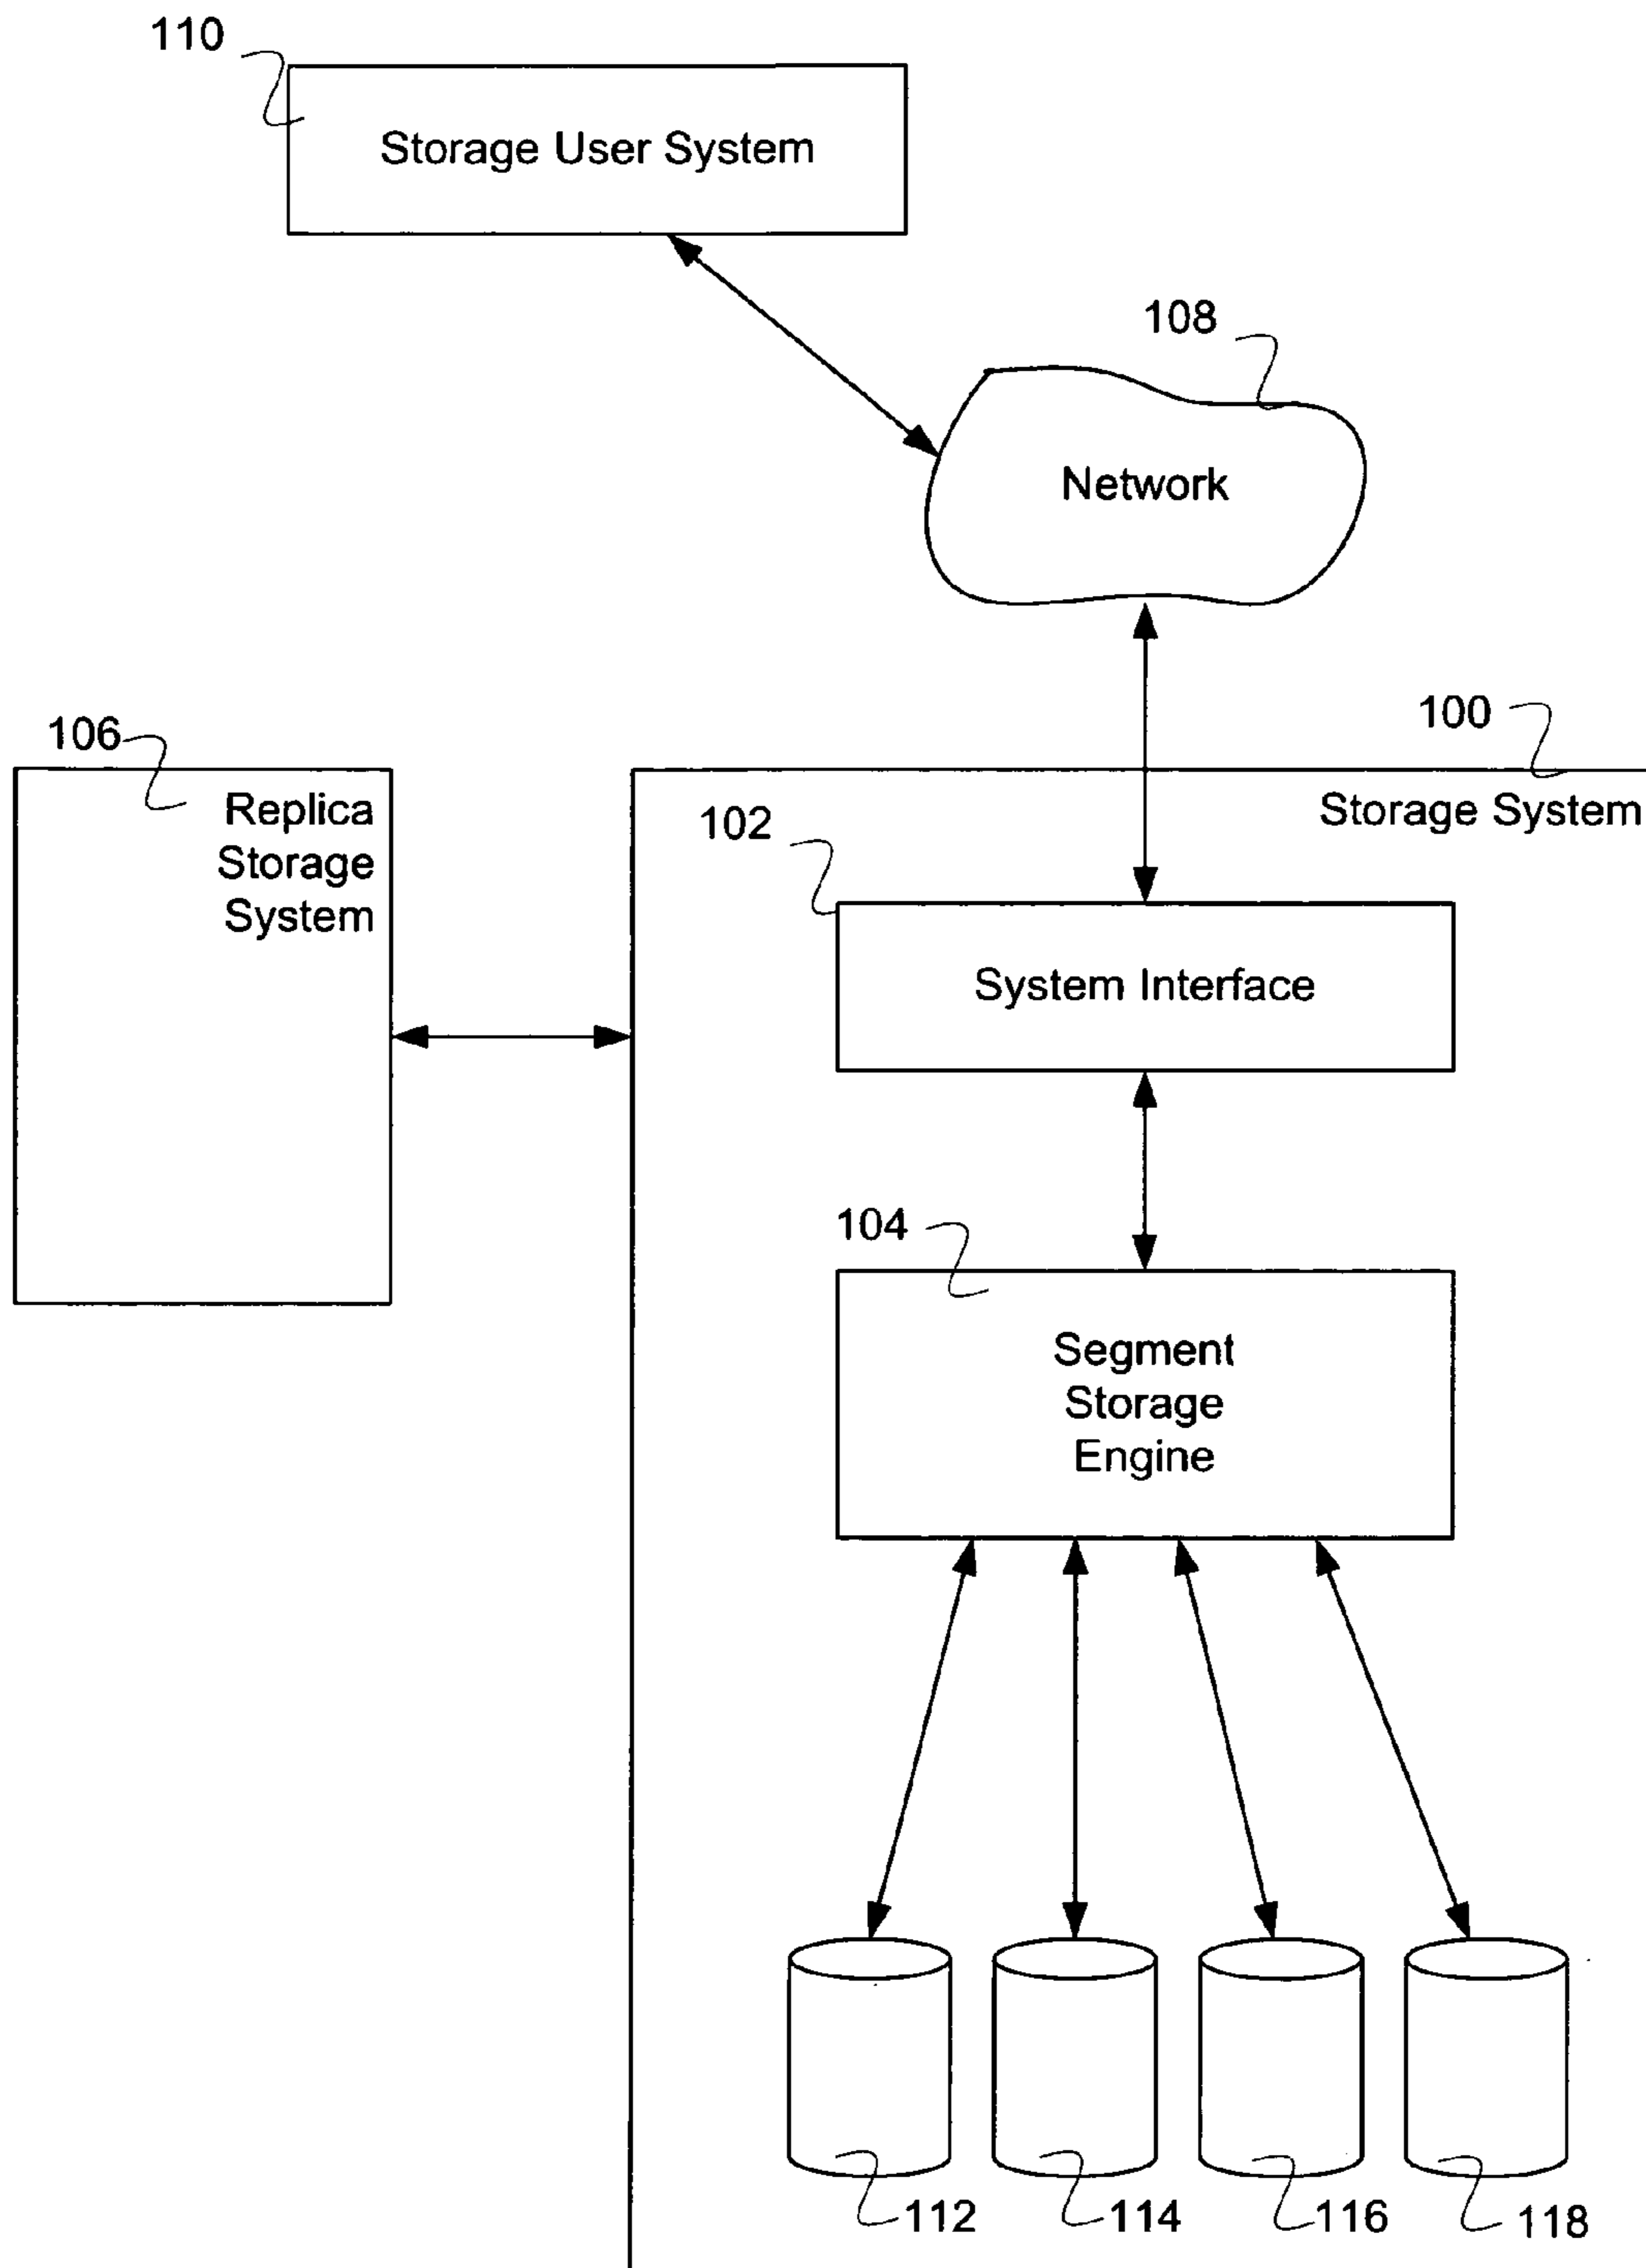 110
Storage User System
108
Network
100
106
Replica
Storage
System
Storage System
102
System Interface
104
Segment
Storage
Engine
112
114
116
118